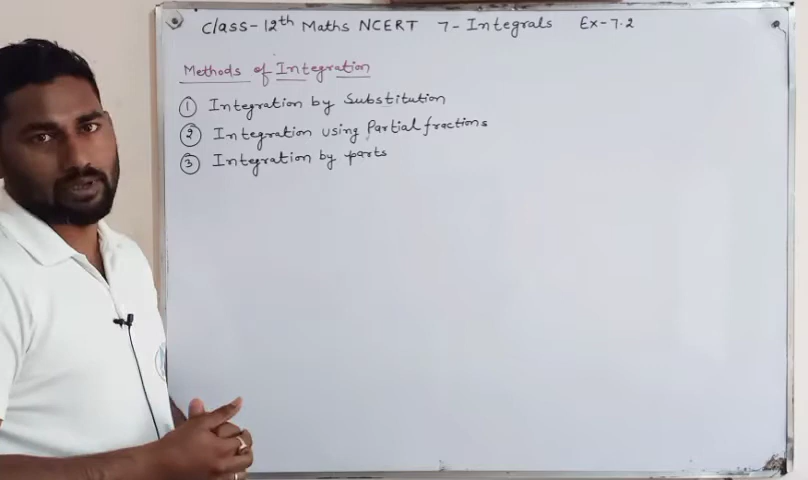 Class-12th Maths NCERT 7-Integrals Ex-7.2
Methods of Integration
① Integration by Substitution
② Integration using Partial fractions
③ Integration by parts